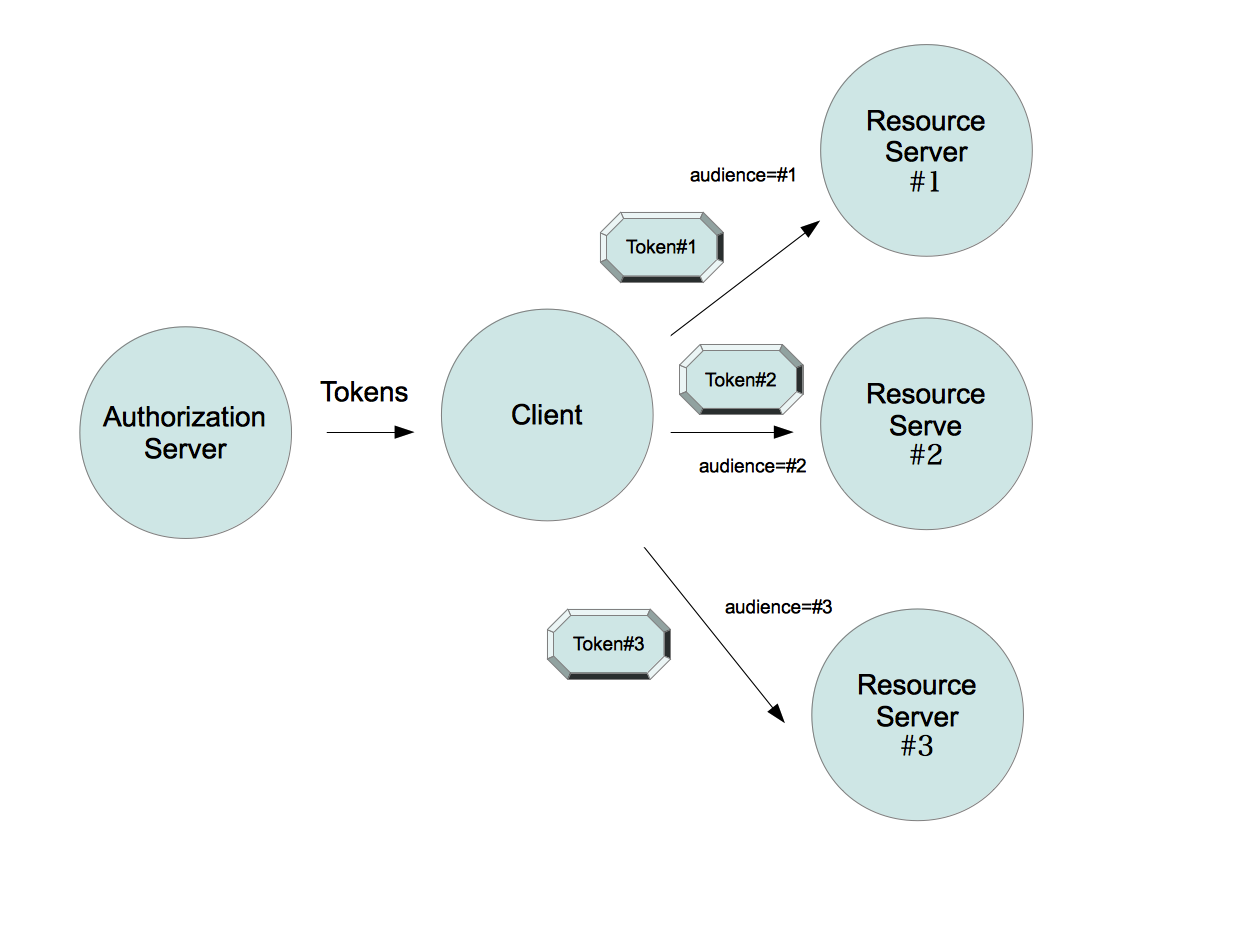 Authorization
Server
Tokens
Client
Token#1
audience=#1
Resource
Server
#1
Token#2
audience=#2
Resource
Serve
#2
Token#3
audience=#3
Resource
Server
#3